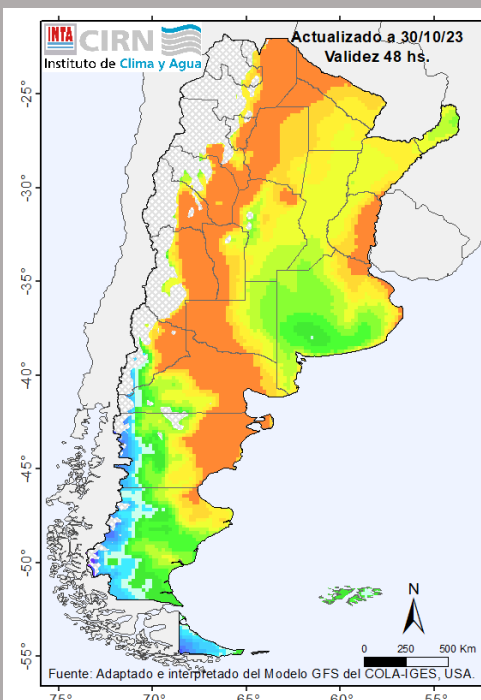 INTA CIRN
Instituto de Clima y Agua
Actualizado a 30/10/23
Validez 48 hs.
-25°
-30°
-35°
-40°
-45°
-50°
-55°
N
0 250 500 Km
Fuente: Adaptado e interpretado del Modelo GFS del COLA-IGES, USA.
-75° -70° -65° -60° -55°